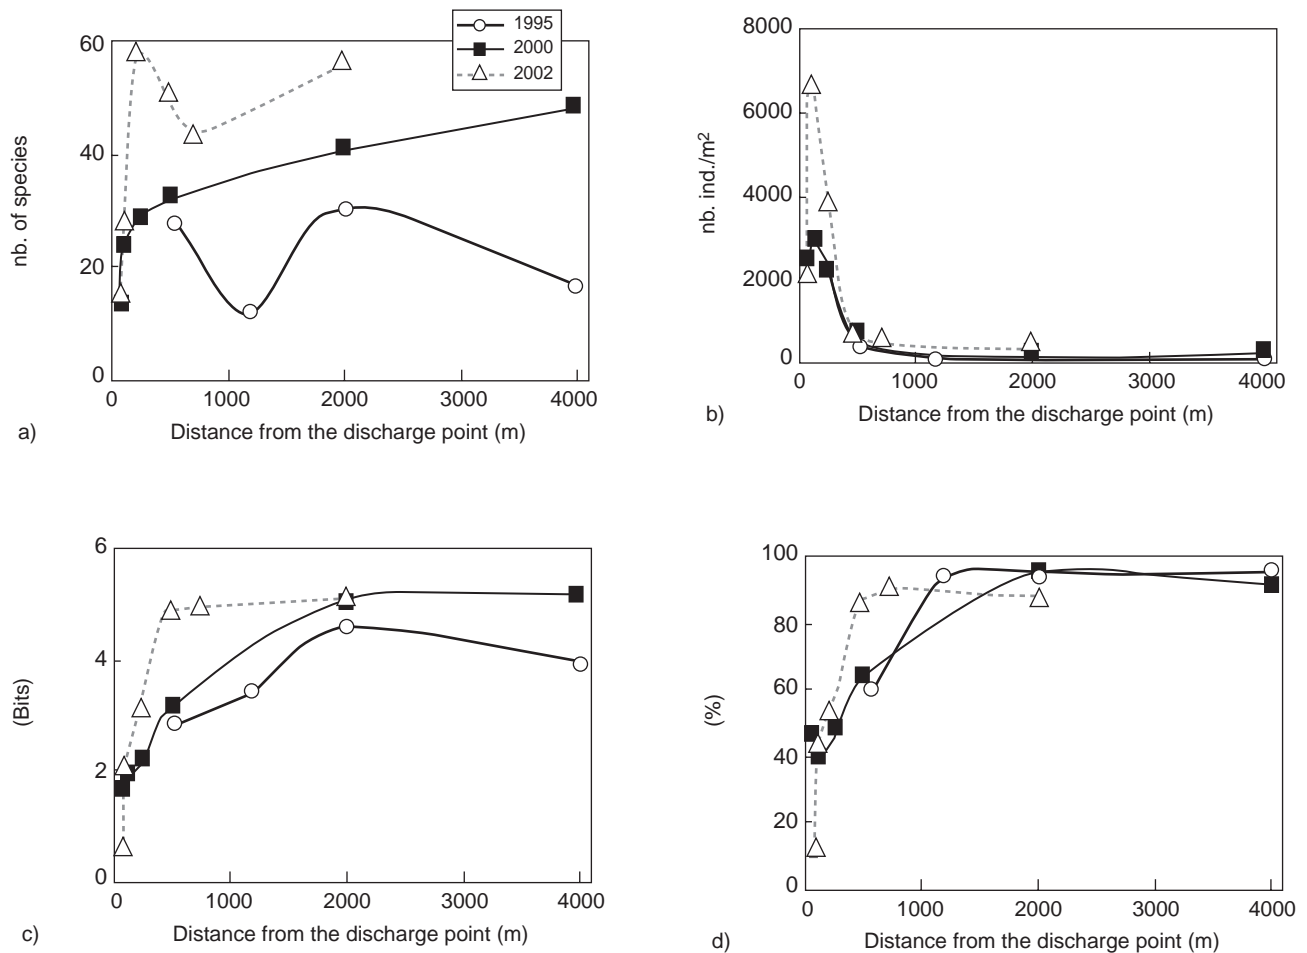 1995
2000
2002
60
40
20
0
nb. of species
0 1000 2000 3000 4000
a) Distance from the discharge point (m)
8000
6000
4000
2000
0
nb. ind./m2
0 1000 2000 3000 4000
b) Distance from the discharge point (m)
6
4
2
0
(Bits)
0 1000 2000 3000 4000
c) Distance from the discharge point (m)
100
80
60
40
20
0
(%)
0 1000 2000 3000 4000
d) Distance from the discharge point (m)